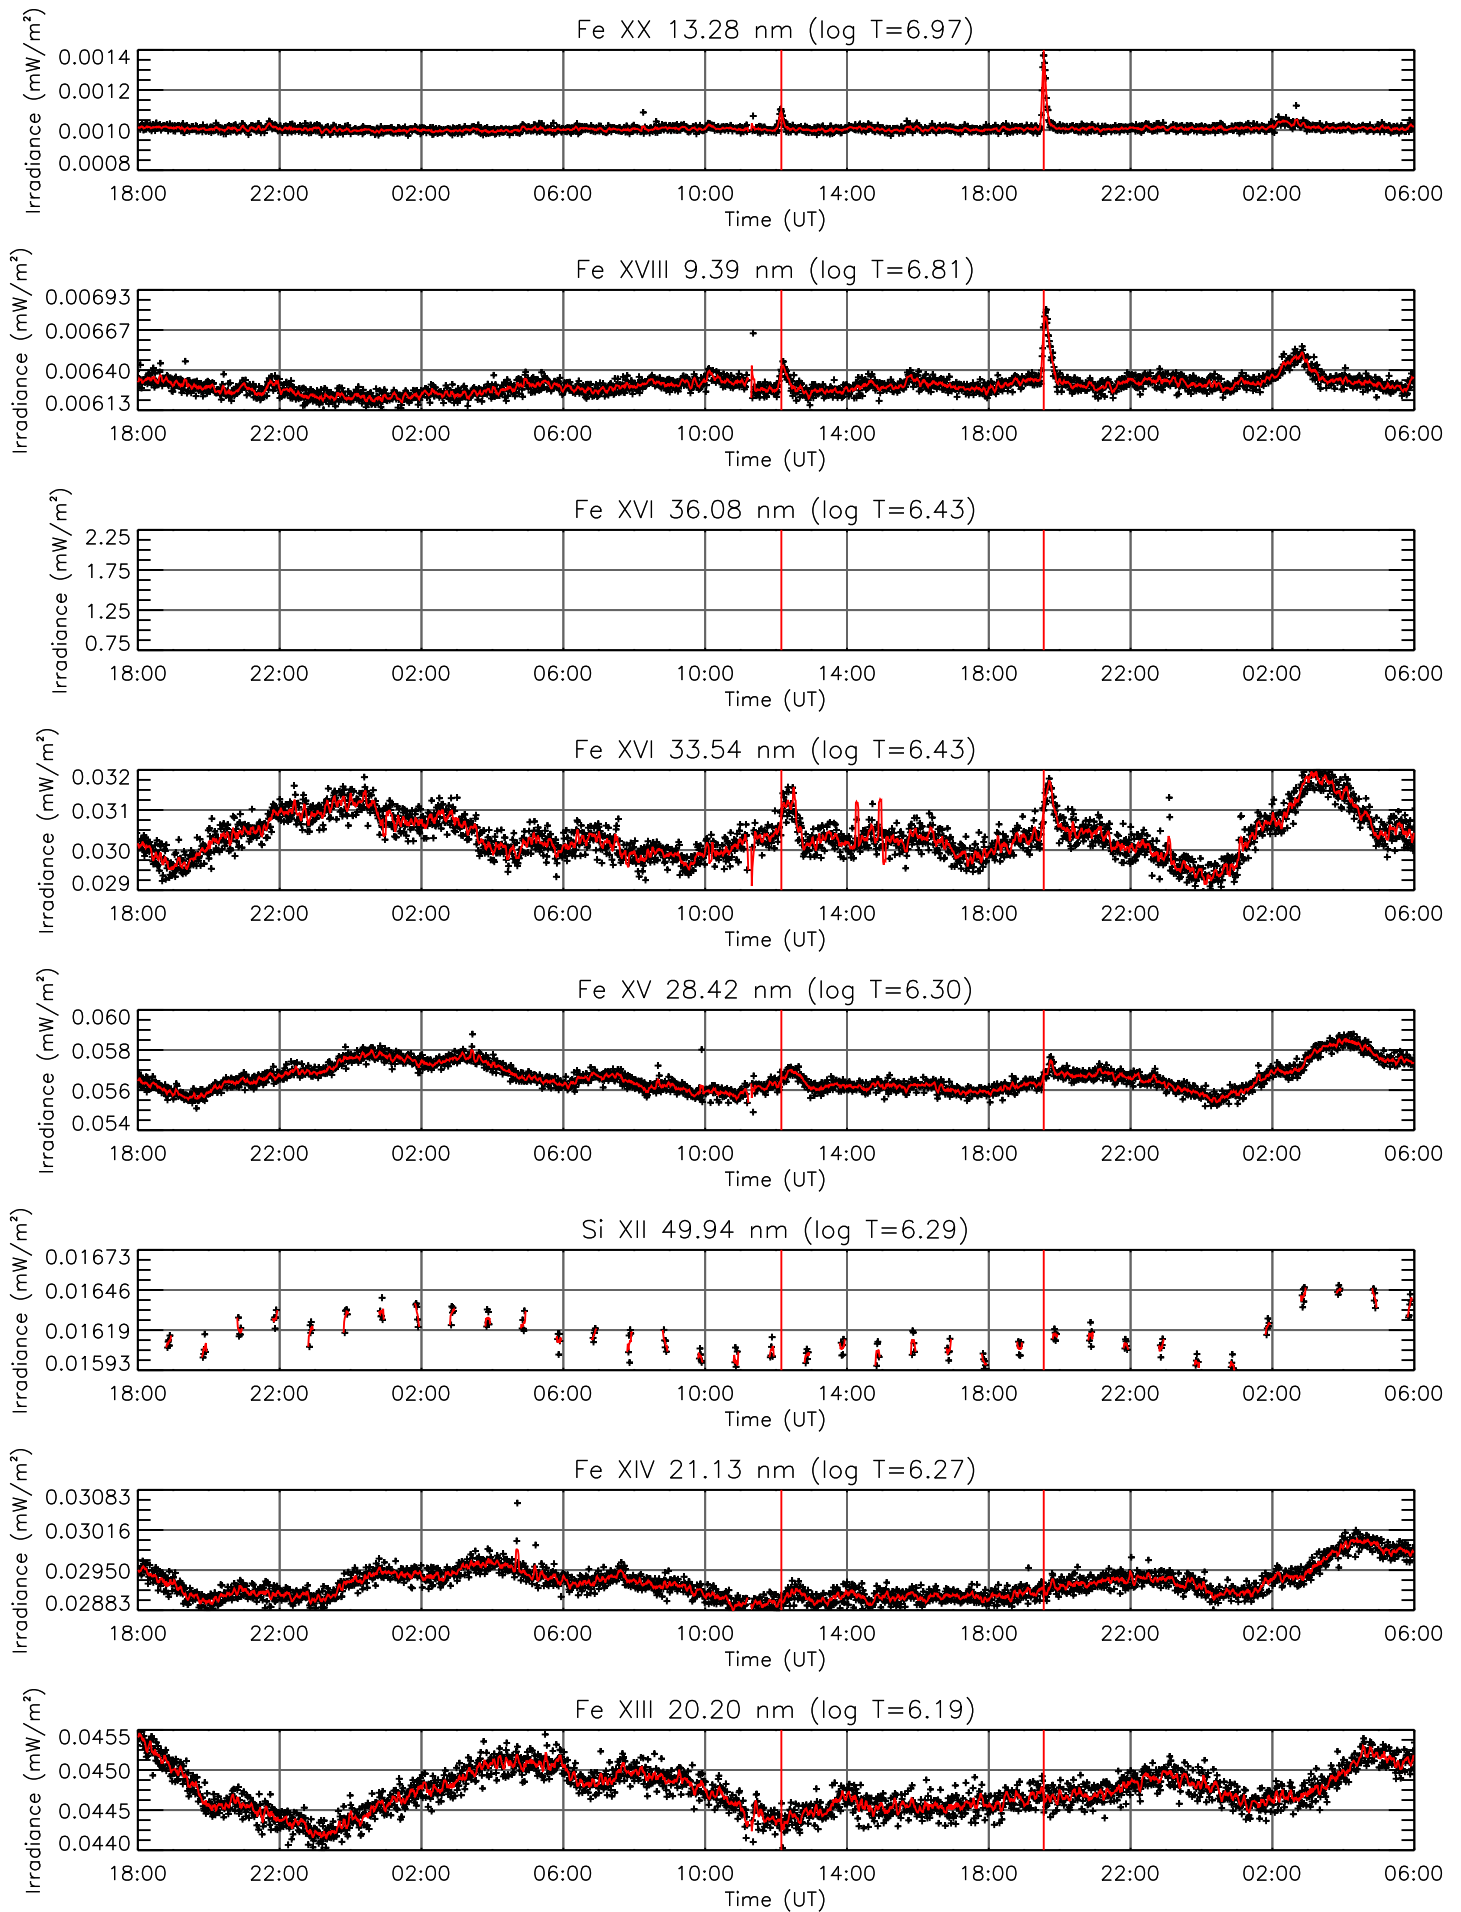 Fe XX 13.28 nm (log T=6.97)
Irradiance (mW/m²)
0.0014
0.0012
0.0010
0.0008
18:00 22:00 02:00 06:00 10:00 14:00 18:00 22:00 02:00 06:00
Time (UT)
Fe XVIII 9.39 nm (log T=6.81)
Irradiance (mW/m²)
0.00693
0.00667
0.00640
0.00613
18:00 22:00 02:00 06:00 10:00 14:00 18:00 22:00 02:00 06:00
Time (UT)
Fe XVI 36.08 nm (log T=6.43)
Irradiance (mW/m²)
2.25
1.75
1.25
0.75
18:00 22:00 02:00 06:00 10:00 14:00 18:00 22:00 02:00 06:00
Time (UT)
Fe XVI 33.54 nm (log T=6.43)
Irradiance (mW/m²)
0.032
0.031
0.030
0.029
18:00 22:00 02:00 06:00 10:00 14:00 18:00 22:00 02:00 06:00
Time (UT)
Fe XV 28.42 nm (log T=6.30)
Irradiance (mW/m²)
0.060
0.058
0.056
0.054
18:00 22:00 02:00 06:00 10:00 14:00 18:00 22:00 02:00 06:00
Time (UT)
Si XII 49.94 nm (log T=6.29)
Irradiance (mW/m²)
0.01673
0.01646
0.01619
0.01593
18:00 22:00 02:00 06:00 10:00 14:00 18:00 22:00 02:00 06:00
Time (UT)
Fe XIV 21.13 nm (log T=6.27)
Irradiance (mW/m²)
0.03083
0.03016
0.02950
0.02883
18:00 22:00 02:00 06:00 10:00 14:00 18:00 22:00 02:00 06:00
Time (UT)
Fe XIII 20.20 nm (log T=6.19)
Irradiance (mW/m²)
0.0455
0.0450
0.0445
0.0440
18:00 22:00 02:00 06:00 10:00 14:00 18:00 22:00 02:00 06:00
Time (UT)